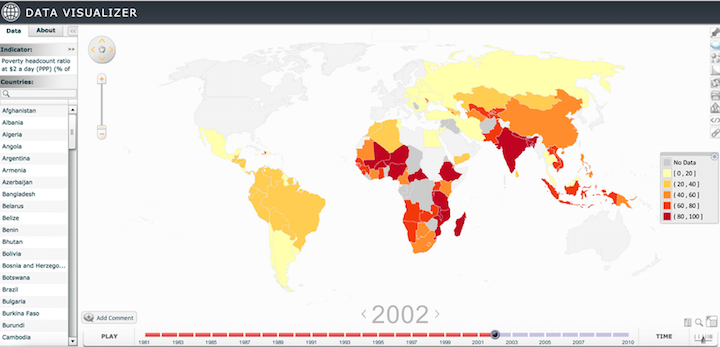 DATA VISUALIZER
Data
About
<<
Indicator:
>>
Poverty headcount ratio
at $2 a day (PPP) (% of
Countries:
Afghanistan
Albania
Algeria
Angola
Argentina
Armenia
Azerbaijan
Bangladesh
Belarus
Belize
Benin
Bhutan
Bolivia
Bosnia and Herzego...
Botswana
Brazil
Bulgaria
Burkina Faso
Burundi
Cambodia
No Data
[ 0, 20 ]
( 20, 40 ]
( 40, 60 ]
( 60, 80 ]
( 80, 100 ]
2002
Add Comment
PLAY
1981 1983 1985 1987 1989 1991 1993 1995 1997 1999 2001 2003 2005 2007 2010
TIME